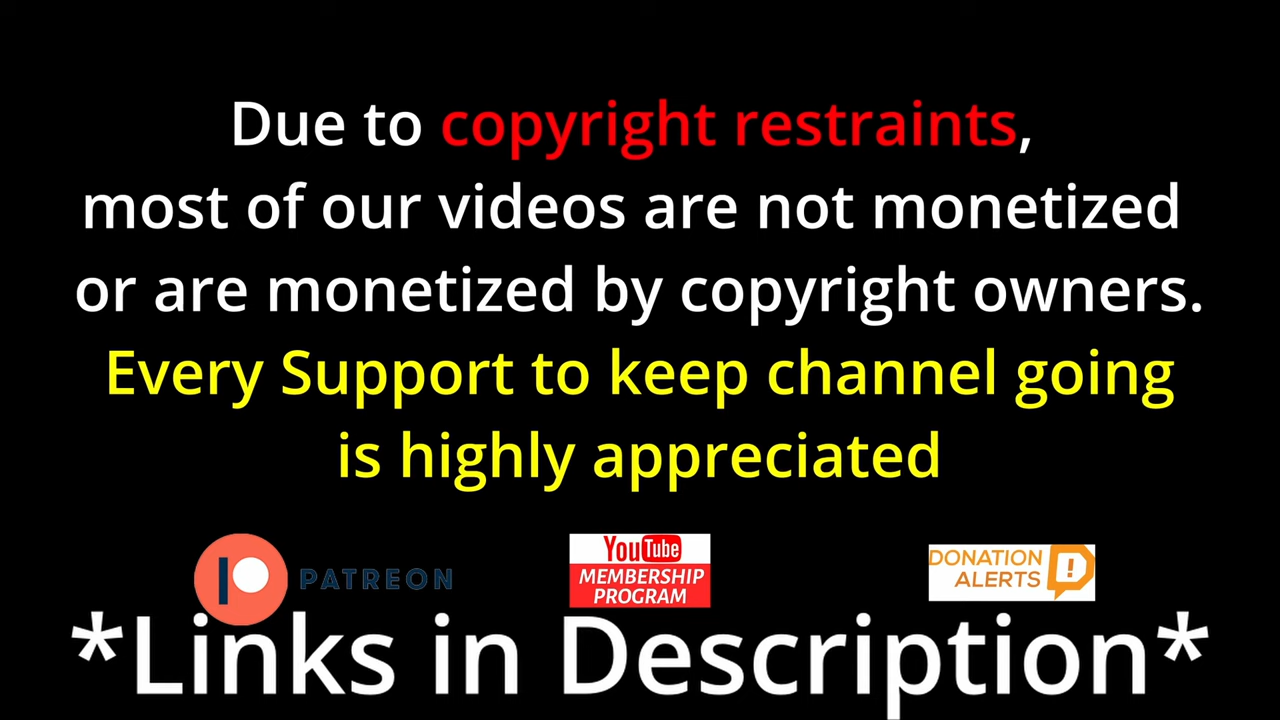 Due to copyright restraints,
most of our videos are not monetized
or are monetized by copyright owners.
Every Support to keep channel going
is highly appreciated
PATREON
YouTube
MEMBERSHIP
PROGRAM
DONATION
ALERTS
*Links in Description*